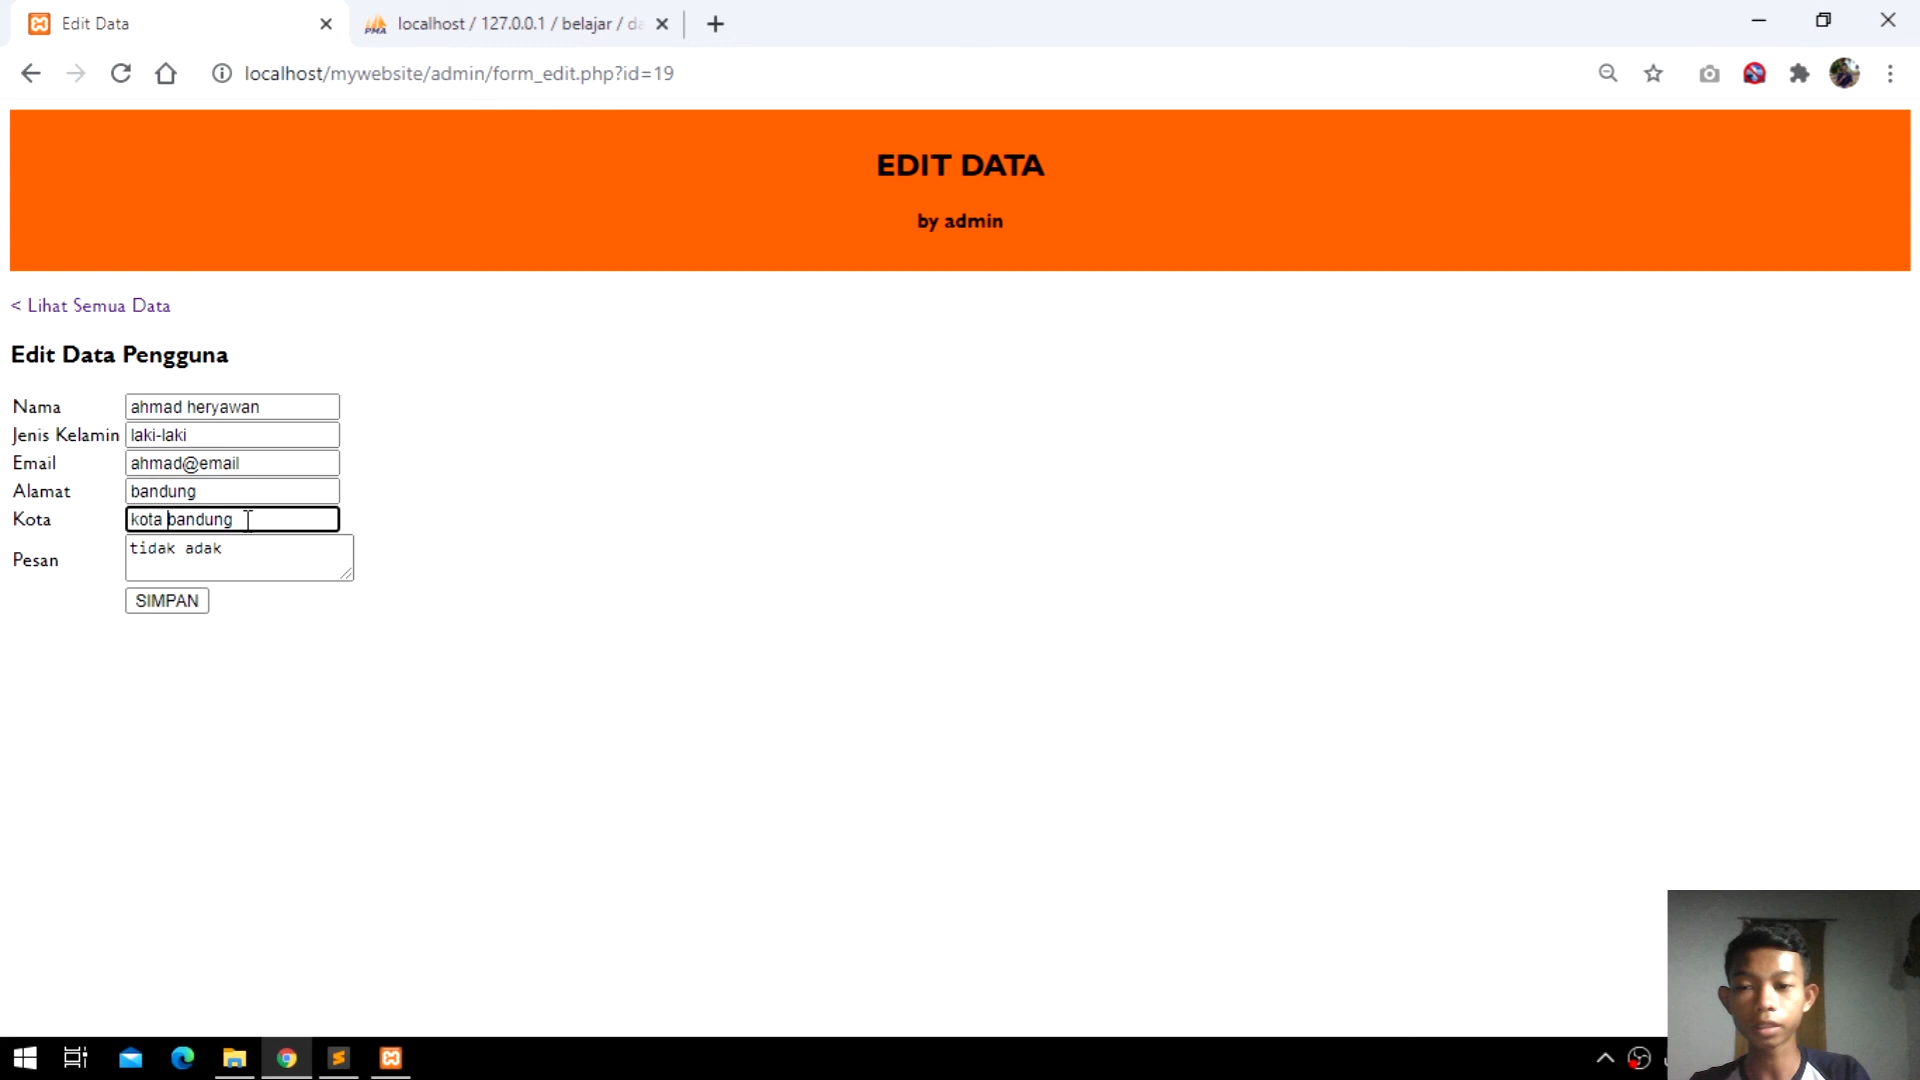 Edit Data
PMA localhost / 127.0.0.1 / belajar / da
localhost/mywebsite/admin/form_edit.php?id=19
EDIT DATA
by admin
< Lihat Semua Data
Edit Data Pengguna
Nama ahmad heryawan
Jenis Kelamin laki-laki
Email ahmad@email
Alamat bandung
Kota kota bandung
Pesan tidak adak
SIMPAN